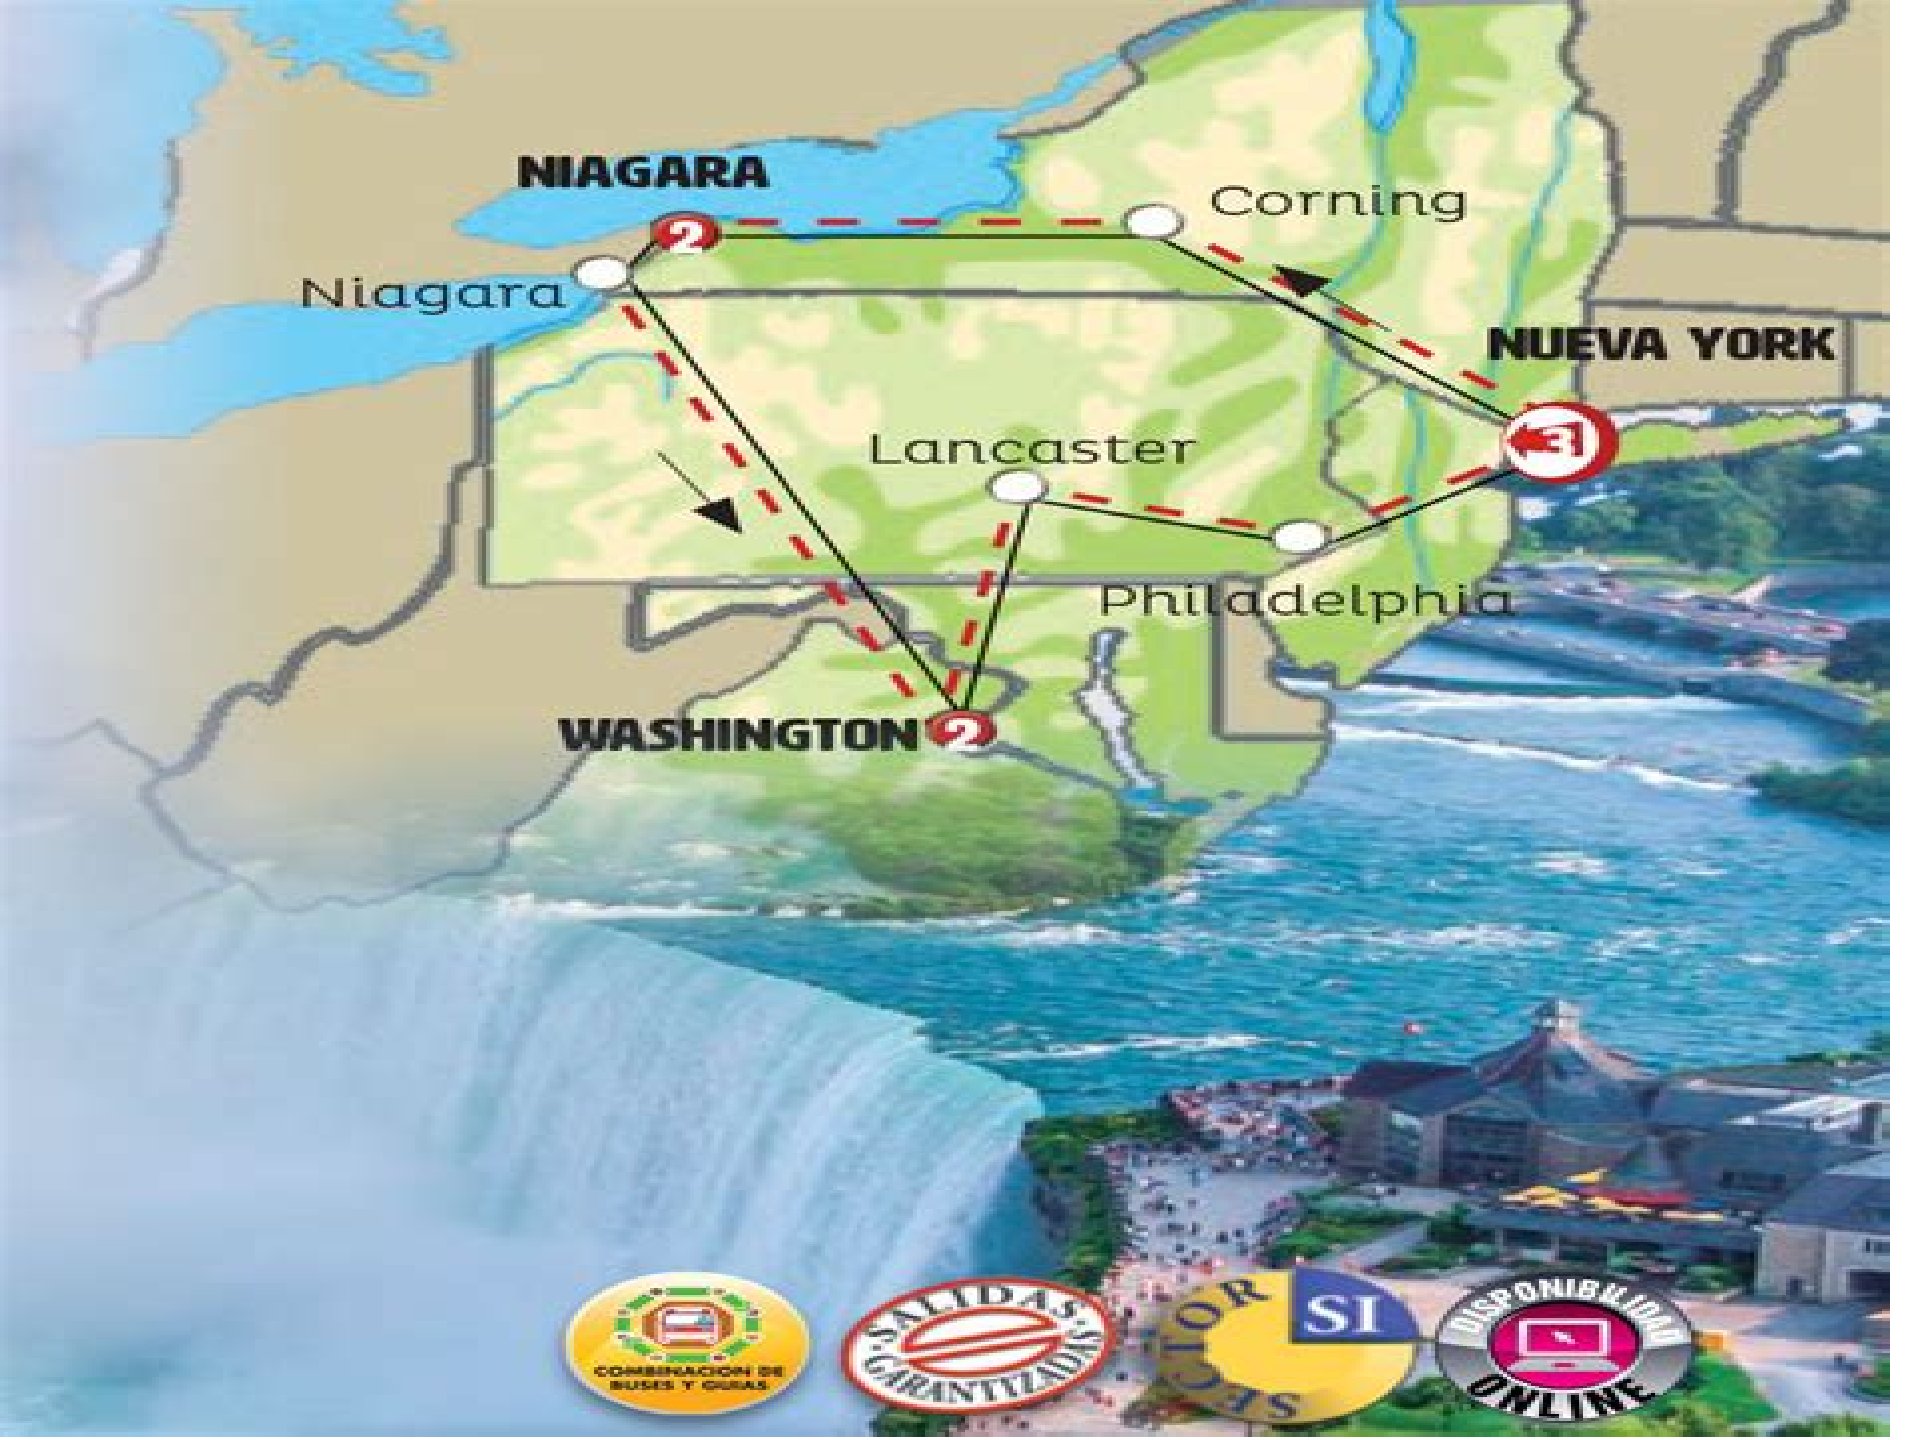 NIAGARA
Corning
2
Niagara
NUEVA YORK
3
Lancaster
Philadelphia
WASHINGTON
2
COMBINACION DE
BUSES Y GUIAS
SALIDAS
GARANTYZADAS
SECTOR
SI
DISPONIBILIDAD
ONLINE